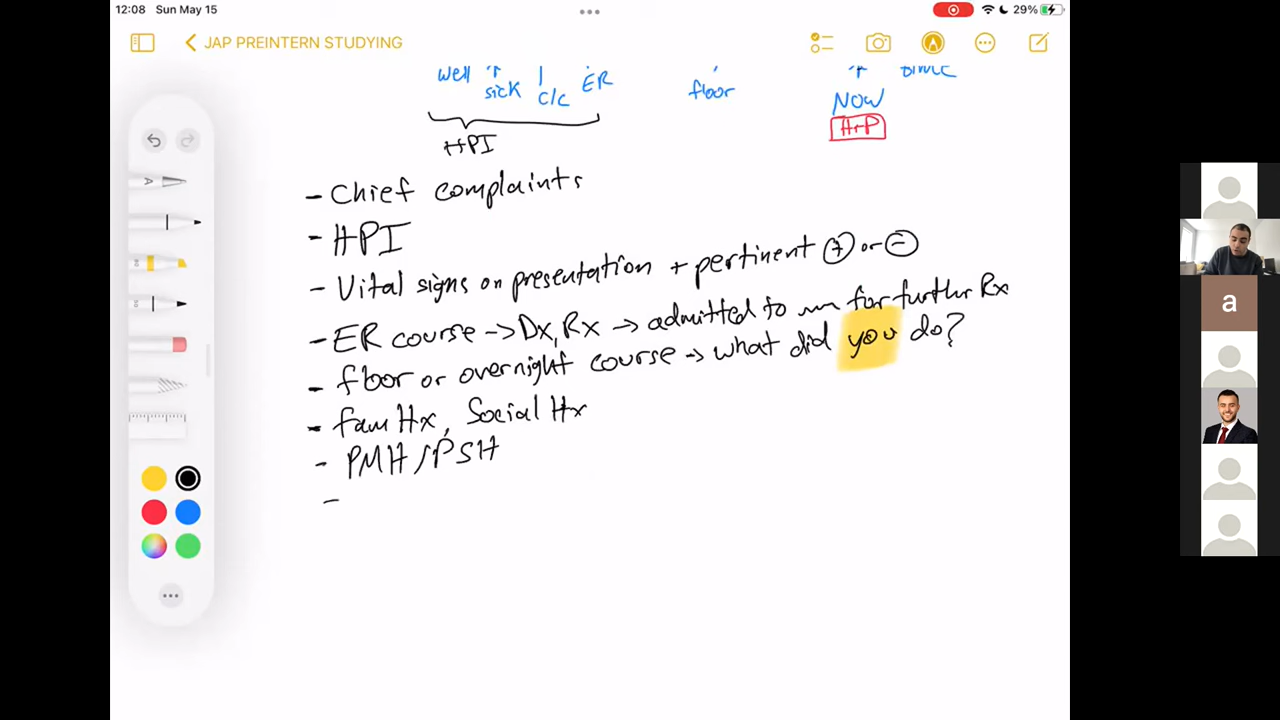 12:08 Sun May 15
29%
JAP PREINTERN STUDYING
well sick c/c ER floor
NOW
H+P
HPI
- Chief complaints
- HPI
- Vital signs on presentation + pertinent + or -
- ER course → Dx, Rx → admitted to for further Rx
- floor or overnight course → what did you do?
- fam Hx, Social Hx
- PMH/PSH
-
a